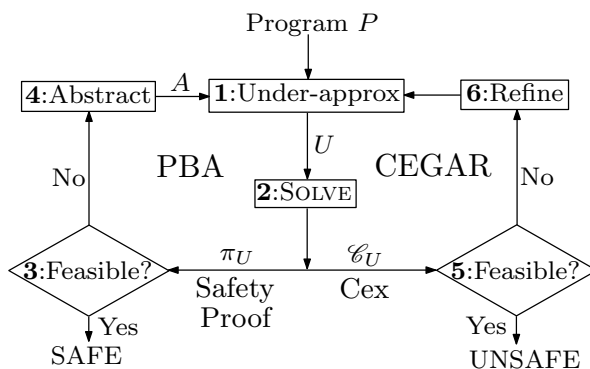 Program P
4:Abstract
A
1:Under-approx
6:Refine
U
No
PBA
CEGAR
No
2:SOLVE
3:Feasible?
π_U
𝒞_U
5:Feasible?
Safety
Proof
Cex
Yes
Yes
SAFE
UNSAFE